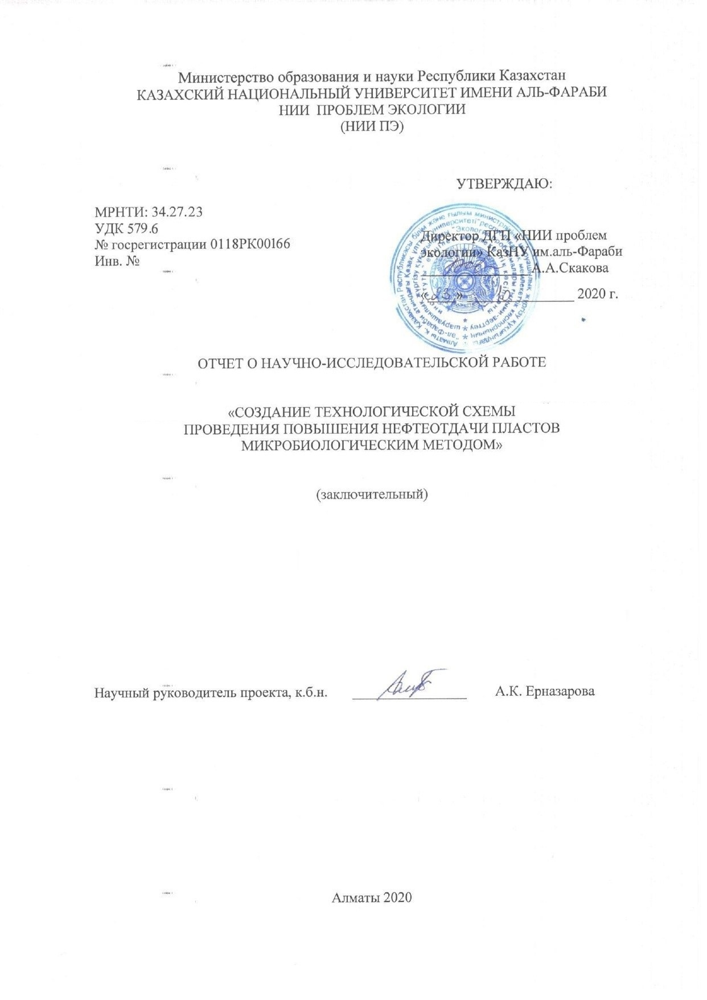 Министерство образования и науки Республики Казахстан
КАЗАХСКИЙ НАЦИОНАЛЬНЫЙ УНИВЕРСИТЕТ ИМЕНИ АЛЬ-ФАРАБИ
НИИ ПРОБЛЕМ ЭКОЛОГИИ
(НИИ ПЭ)
УТВЕРЖДАЮ:
МРНТИ: 34.27.23
УДК 579.6
№ госрегистрации 0118РК00166
Инв. №
Директор ДГП «НИИ проблем
экологии» КазНУ им.аль-Фараби
А.А.Скакова
«23» 10 2020 г.
ОТЧЕТ О НАУЧНО-ИССЛЕДОВАТЕЛЬСКОЙ РАБОТЕ
«СОЗДАНИЕ ТЕХНОЛОГИЧЕСКОЙ СХЕМЫ
ПРОВЕДЕНИЯ ПОВЫШЕНИЯ НЕФТЕОТДАЧИ ПЛАСТОВ
МИКРОБИОЛОГИЧЕСКИМ МЕТОДОМ»
(заключительный)
Научный руководитель проекта, к.б.н. А.К. Ерназарова
Алматы 2020